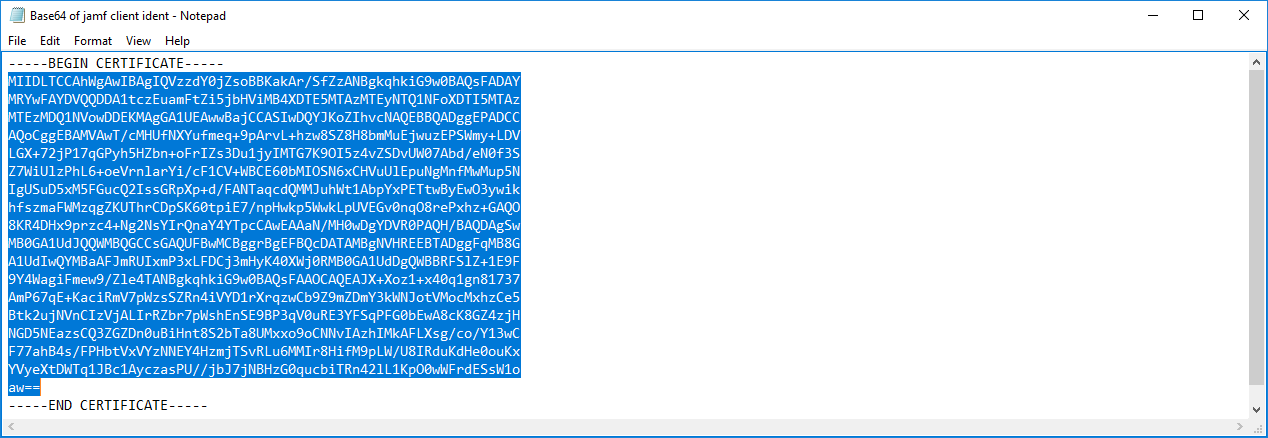 Base64 of jamf client ident - Notepad
File Edit Format View Help
-----BEGIN CERTIFICATE-----
MIIDLTCCAhWgAwIBAgIQVzzdY0jZsoBBKakAr/SfZzANBgkqhkiG9w0BAQsFADAY
MRYwFAYDVQQDDA1tczEuamFtZi5jbHViMB4XDTE5MTAzMTEyNTQ1NFoXDTI5MTAz
MTEzMDQ1NVowDDEKMAgGA1UEAwwBajCCASIwDQYJKoZIhvcNAQEBBQADggEPADCC
AQoCggEBAMVAwT/cMHUfNXYufmeq+9pArvL+hzw8SZ8H8bmMuEjwuzEPSWmy+LDV
LGX+72jP17qGPyh5HZbn+oFrIZs3Du1jyIMTG7K9OI5z4vZSDvUW07Abd/eN0f3S
Z7WiUlzPhL6+oeVrnlarYi/cF1CV+WBCE60bMIOSN6xCHVuUlEpuNgMnfMwMup5N
IgUSuD5xM5FGucQ2IssGRpXp+d/FANTaqcdQMMJuhWt1AbpYxPETtwByEwO3ywik
hfszmaFWMzqgZKUThrCDpSK60tpiE7/npHwkp5WwkLpUVEGv0nqO8rePxhz+GAQO
8KR4DHx9przc4+Ng2NsYIrQnaY4YTpcCAwEAAaN/MH0wDgYDVR0PAQH/BAQDAgSw
MB0GA1UdJQQWMBQGCCsGAQUFBwMCBggrBgEFBQcDATAMBgNVHREEBTADggFqMB8G
A1UdIwQYMBaAFJmRUIxmP3xLFDCj3mHyK40XWj0RMB0GA1UdDgQWBBRFSlZ+1E9F
9Y4WagiFmew9/Zle4TANBgkqhkiG9w0BAQsFAAOCAQEAJX+Xoz1+x40q1gn81737
AmP67qE+KaciRmV7pWzsSZRn4iVYD1rXrqzwCb9Z9mZDmY3kWNJotVMocMxhzCe5
Btk2ujNVnCIzVjALIrRZbr7pWshEnSE9BP3qV0uRE3YFSqPFG0bEwA8cK8GZ4zjH
NGD5NEazsCQ3ZGZDn0uBiHnt8S2bTa8UMxxo9oCNNvIAzhIMkAFLXsg/co/Y13wC
F77ahB4s/FPHbtVxVYzNNEY4HzmjTSvRLu6MMIr8HifM9pLW/U8IRduKdHe0ouKx
YVyeXtDWTq1JBc1AyczasPU//jbJ7jNBHzG0qucbiTRn42lL1KpO0wWFrdESsW1o
aw==
-----END CERTIFICATE-----